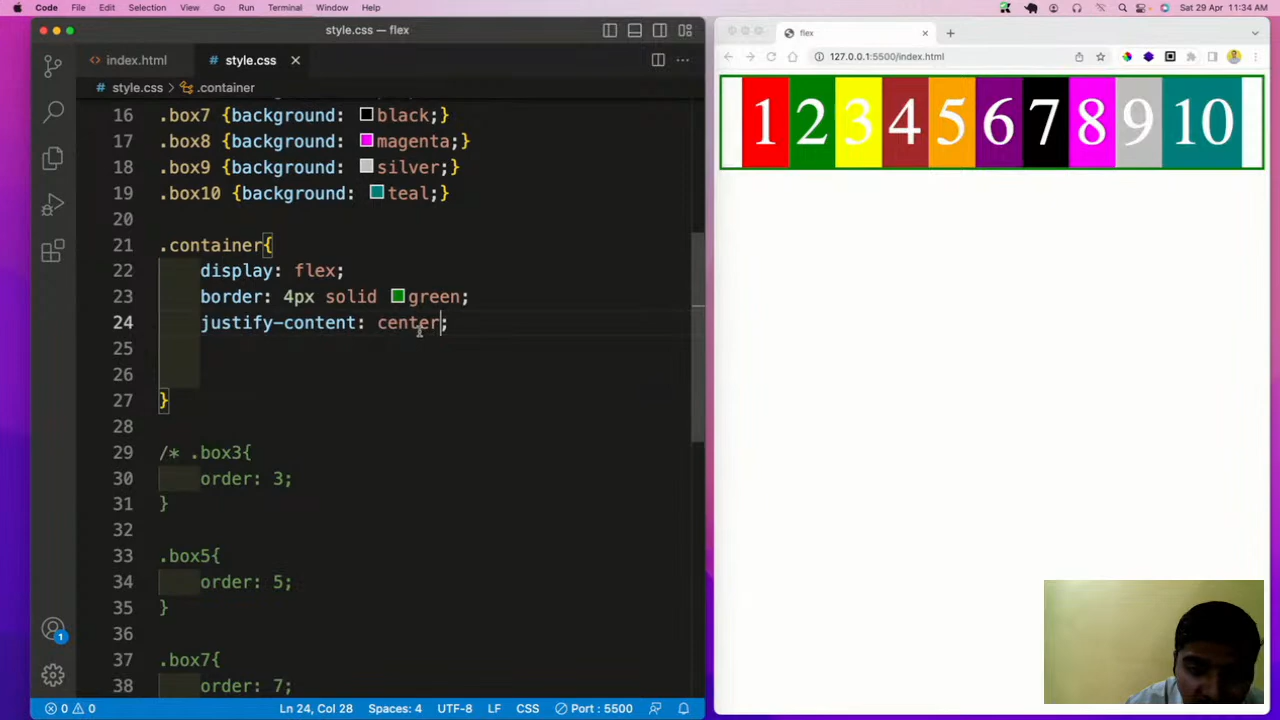 Code File Edit Selection View Go Run Terminal Window Help
Sat 29 Apr 11:34 AM
style.css — flex
index.html
style.css
style.css > .container
16 .box7 {background: black;}
17 .box8 {background: magenta;}
18 .box9 {background: silver;}
19 .box10 {background: teal;}
20
21 .container{
22 display: flex;
23 border: 4px solid green;
24 justify-content: center;
25
26
27 }
28
29 /* .box3{
30 order: 3;
31 }
32
33 .box5{
34 order: 5;
35 }
36
37 .box7{
38 order: 7;
1
0 0
Ln 24, Col 28 Spaces: 4 UTF-8 LF CSS Port : 5500
flex
127.0.0.1:5500/index.html
1 2 3 4 5 6 7 8 9 10